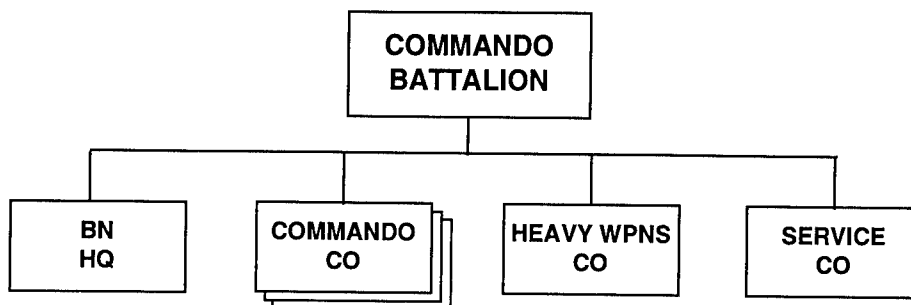 COMMANDO
BATTALION
BN
HQ
COMMANDO
CO
HEAVY WPNS
CO
SERVICE
CO